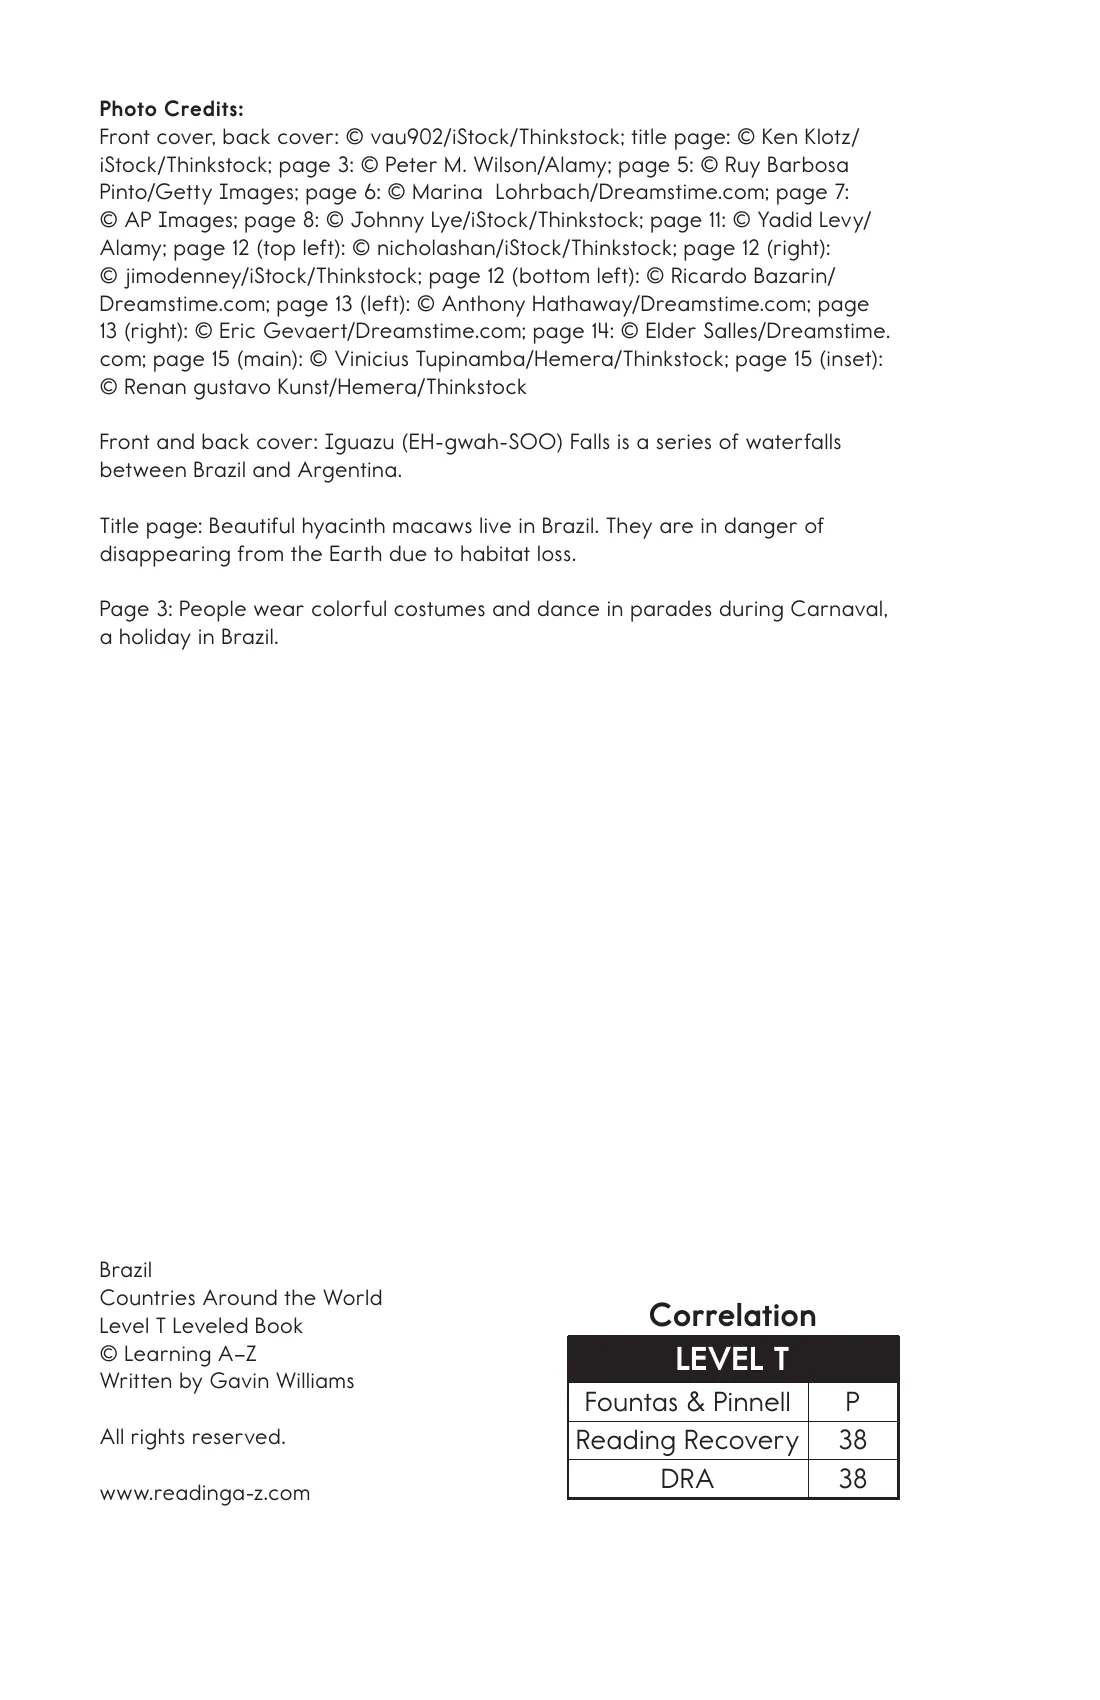 Photo Credits:
Front cover, back cover: © vau902/iStock/Thinkstock; title page: © Ken Klotz/
iStock/Thinkstock; page 3: © Peter M. Wilson/Alamy; page 5: © Ruy Barbosa
Pinto/Getty Images; page 6: © Marina  Lohrbach/Dreamstime.com; page 7:
© AP Images; page 8: © Johnny Lye/iStock/Thinkstock; page 11: © Yadid Levy/
Alamy; page 12 (top left): © nicholashan/iStock/Thinkstock; page 12 (right):
© jimodenney/iStock/Thinkstock; page 12 (bottom left): © Ricardo Bazarin/
Dreamstime.com; page 13 (left): © Anthony Hathaway/Dreamstime.com; page
13 (right): © Eric Gevaert/Dreamstime.com; page 14: © Elder Salles/Dreamstime.
com; page 15 (main): © Vinicius Tupinamba/Hemera/Thinkstock; page 15 (inset):
© Renan gustavo Kunst/Hemera/Thinkstock
Front and back cover: Iguazu (EH-gwah-SOO) Falls is a series of waterfalls
between Brazil and Argentina.
Title page: Beautiful hyacinth macaws live in Brazil. They are in danger of
disappearing from the Earth due to habitat loss.
Page 3: People wear colorful costumes and dance in parades during Carnaval,
a holiday in Brazil.
Brazil
Countries Around the World
Level T Leveled Book
© Learning A–Z
Written by Gavin Williams
All rights reserved.
www.readinga-z.com
Correlation
LEVEL T
Fountas & Pinnell P
Reading Recovery 38
DRA 38